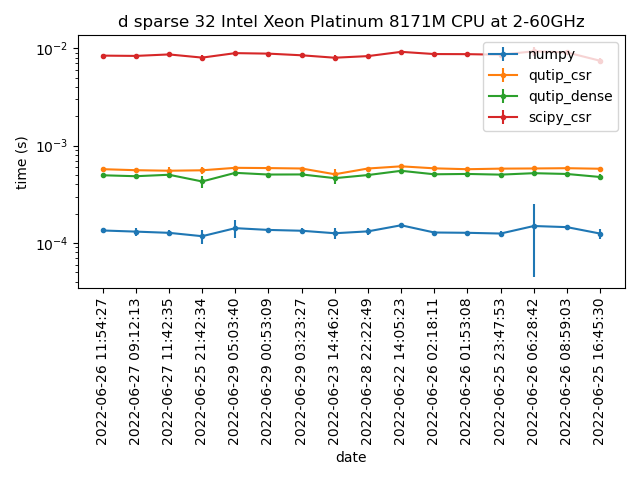 d sparse 32 Intel Xeon Platinum 8171M CPU at 2-60GHz
time (s)
10⁻²
10⁻³
10⁻⁴
numpy
qutip_csr
qutip_dense
scipy_csr
2022-06-26 11:54:27
2022-06-27 09:12:13
2022-06-27 11:42:35
2022-06-25 21:42:34
2022-06-29 05:03:40
2022-06-29 00:53:09
2022-06-29 03:23:27
2022-06-23 14:46:20
2022-06-28 22:22:49
2022-06-22 14:05:23
2022-06-26 02:18:11
2022-06-26 01:53:08
2022-06-25 23:47:53
2022-06-26 06:28:42
2022-06-26 08:59:03
2022-06-25 16:45:30
date